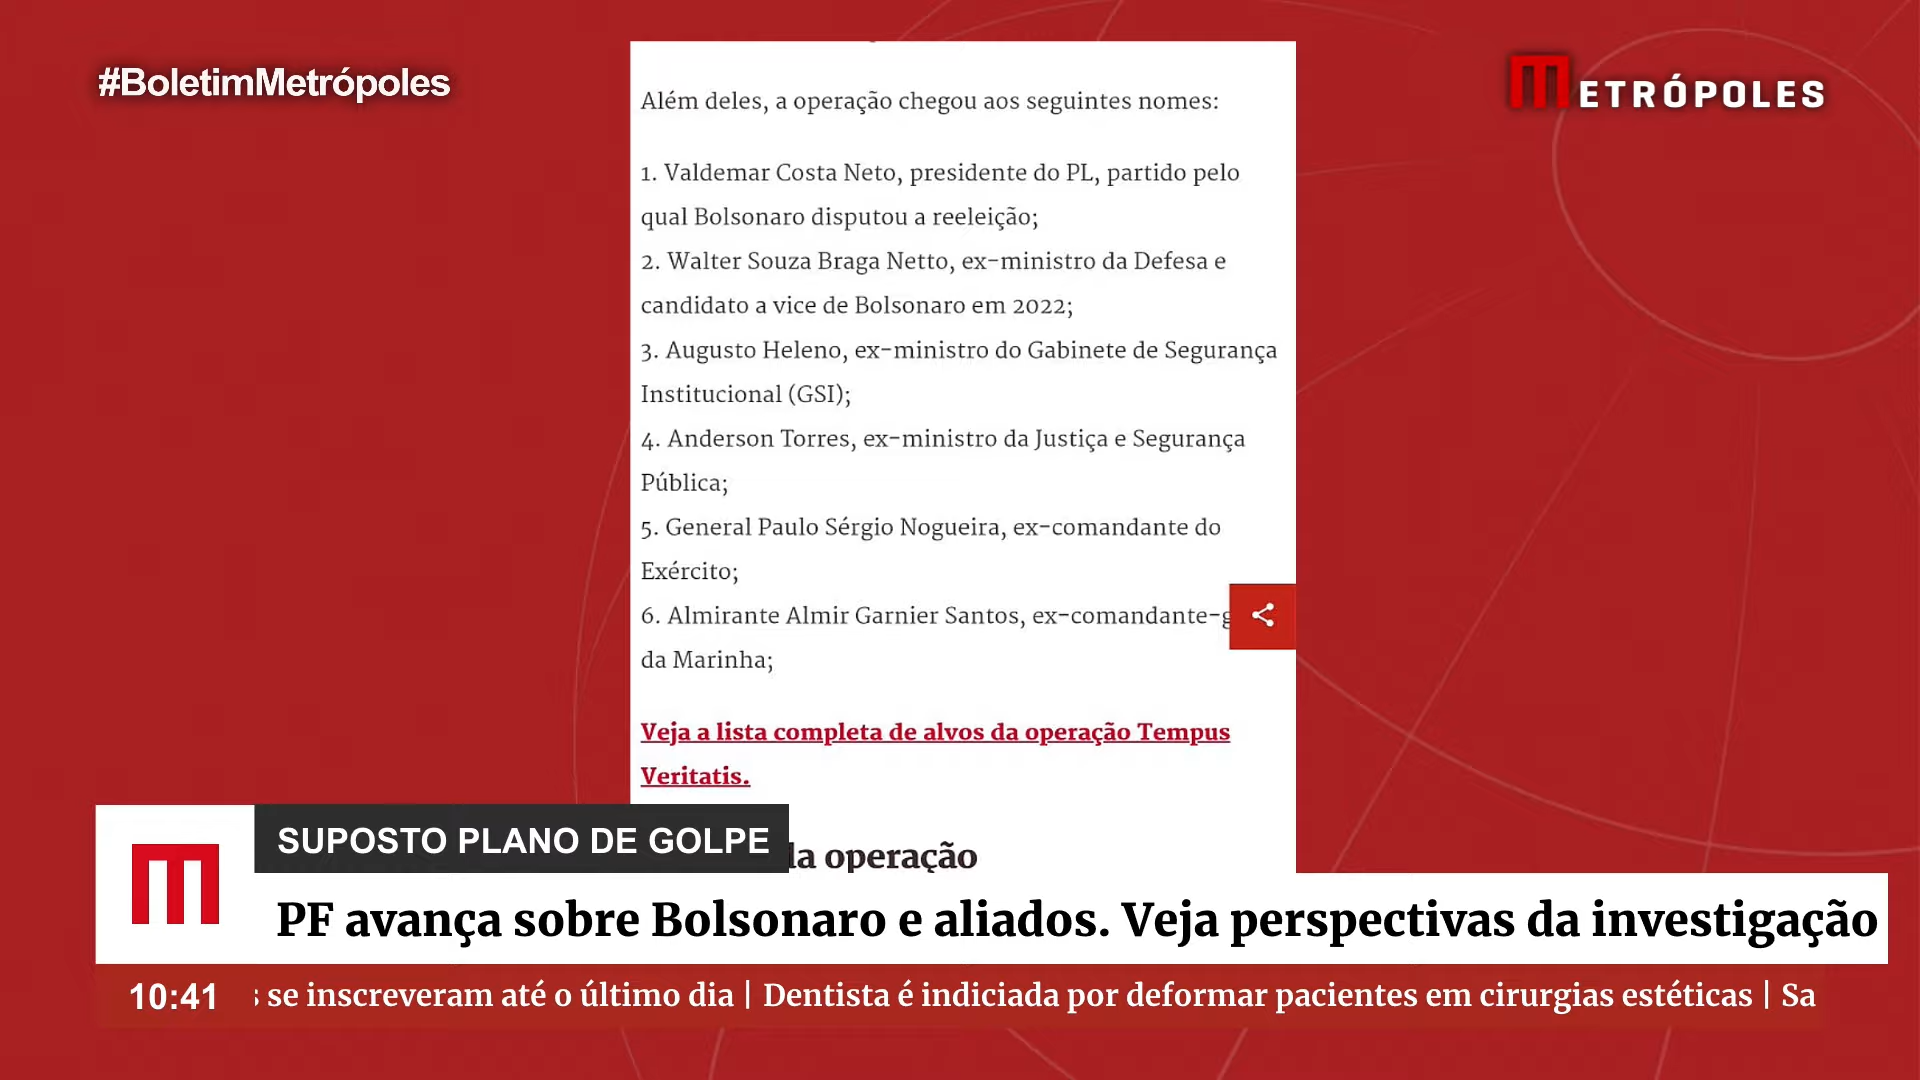 #BoletimMetrópoles
METRÓPOLES
Além deles, a operação chegou aos seguintes nomes:
1. Valdemar Costa Neto, presidente do PL, partido pelo
qual Bolsonaro disputou a reeleição;
2. Walter Souza Braga Netto, ex-ministro da Defesa e
candidato a vice de Bolsonaro em 2022;
3. Augusto Heleno, ex-ministro do Gabinete de Segurança
Institucional (GSI);
4. Anderson Torres, ex-ministro da Justiça e Segurança
Pública;
5. General Paulo Sérgio Nogueira, ex-comandante do
Exército;
6. Almirante Almir Garnier Santos, ex-comandante-g
da Marinha;
Veja a lista completa de alvos da operação Tempus
Veritatis.
da operação
SUPOSTO PLANO DE GOLPE
M
PF avança sobre Bolsonaro e aliados. Veja perspectivas da investigação
10:41
s se inscreveram até o último dia | Dentista é indiciada por deformar pacientes em cirurgias estéticas | Sa